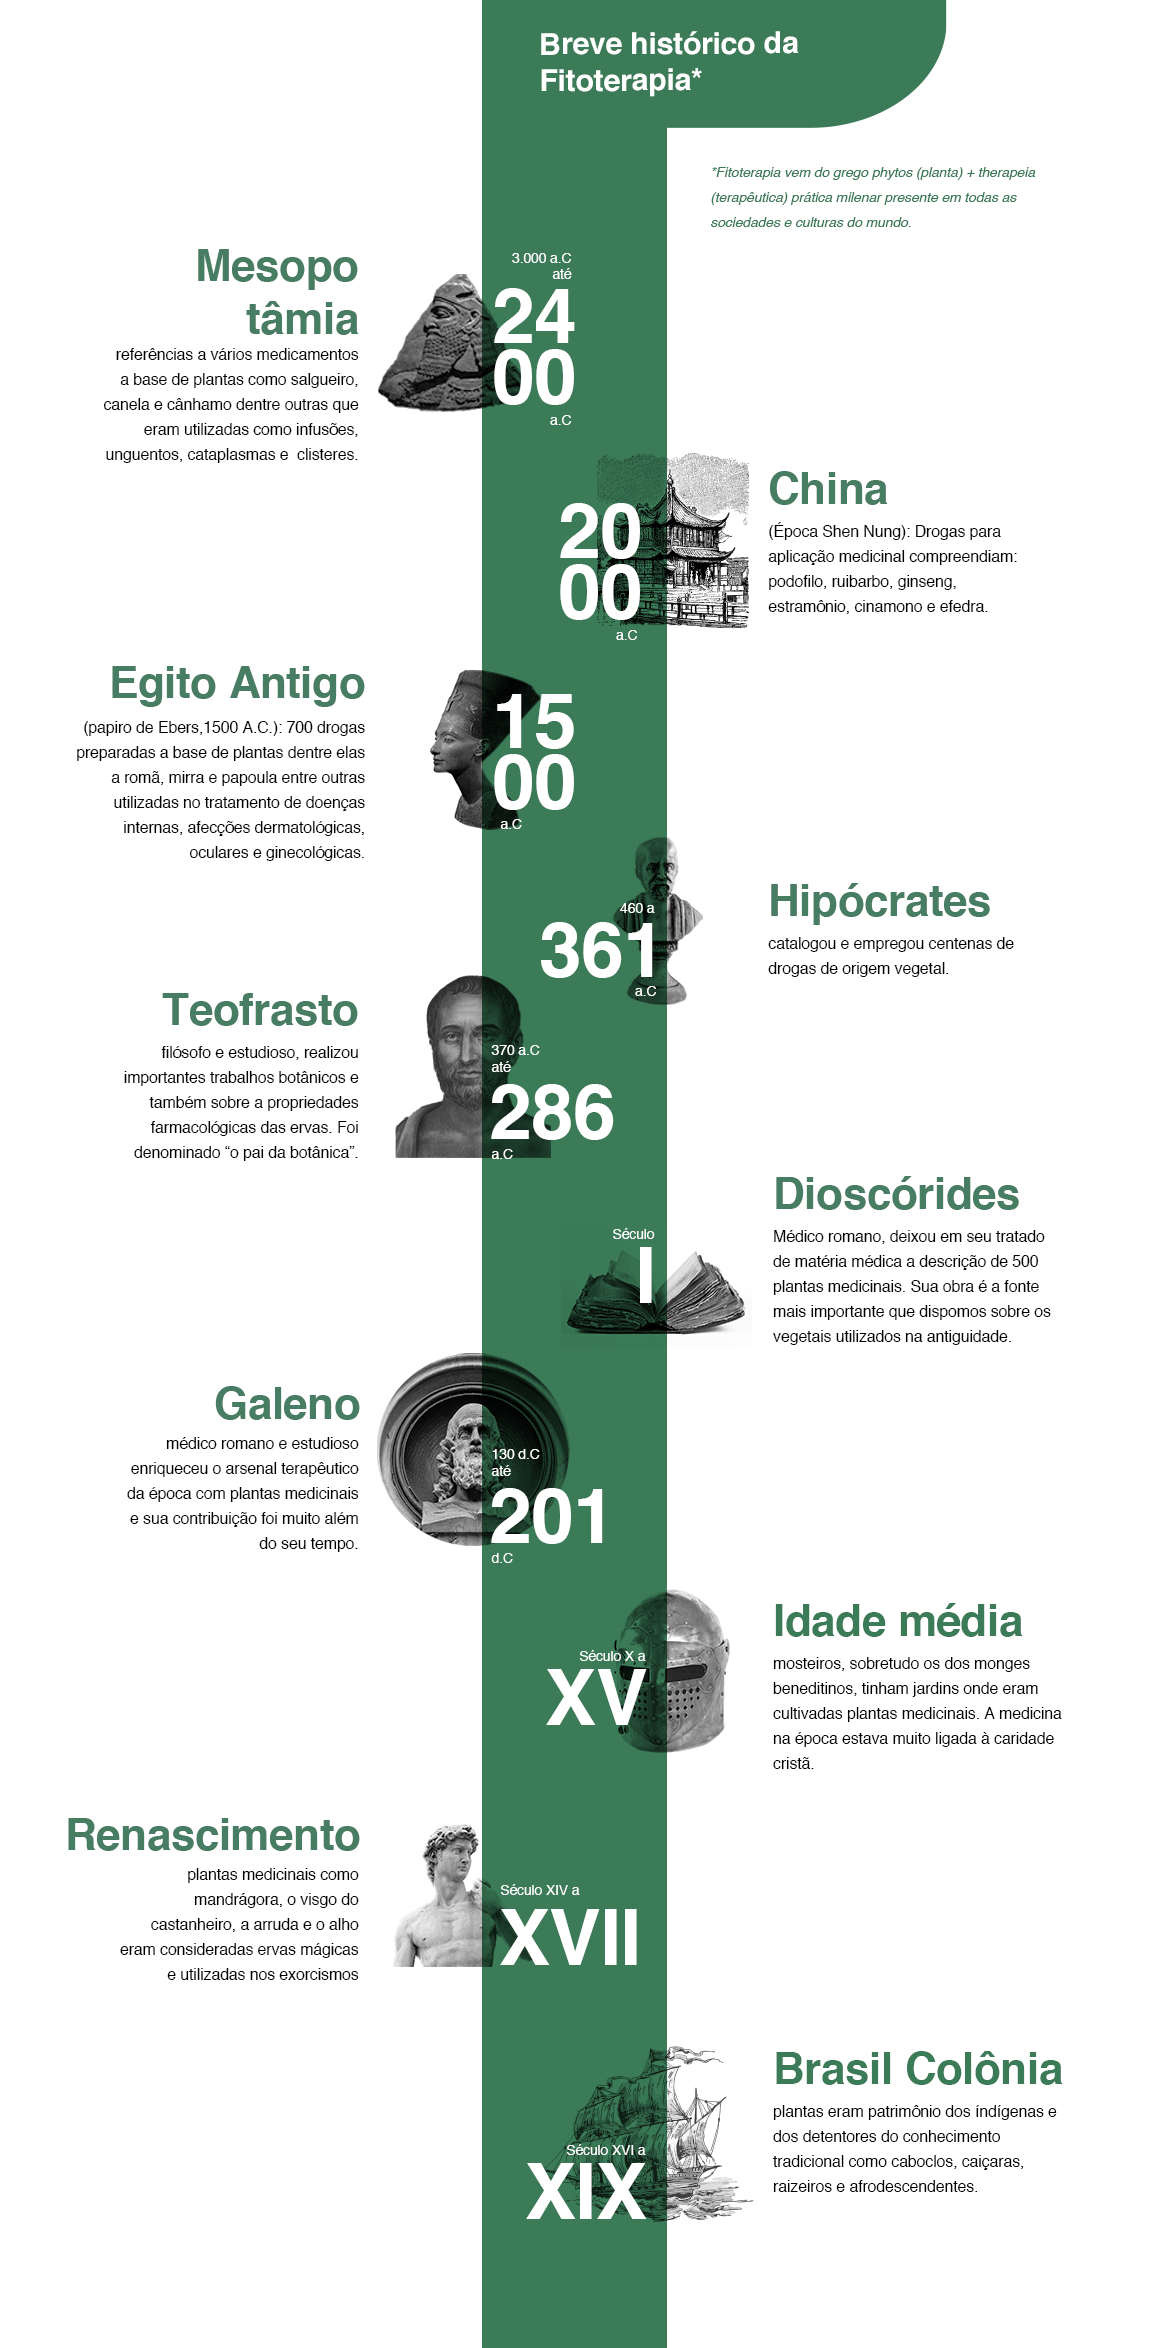 Breve histórico da
Fitoterapia*
*Fitoterapia vem do grego phytos (planta) + therapeia
(terapêutica) prática milenar presente em todas as
sociedades e culturas do mundo.
Mesopo
tâmia
referências a vários medicamentos
a base de plantas como salgueiro,
canela e cânhamo dentre outras que
eram utilizadas como infusões,
unguentos, cataplasmas e  clisteres.
3.000 a.C
até
24
00
a.C
20
00
a.C
China
(Época Shen Nung): Drogas para
aplicação medicinal compreendiam:
podofilo, ruibarbo, ginseng,
estramônio, cinamono e efedra.
Egito Antigo
(papiro de Ebers,1500 A.C.): 700 drogas
preparadas a base de plantas dentre elas
a romã, mirra e papoula entre outras
utilizadas no tratamento de doenças
internas, afecções dermatológicas,
oculares e ginecológicas.
15
00
a.C
460 a
361
a.C
Hipócrates
catalogou e empregou centenas de
drogas de origem vegetal.
Teofrasto
filósofo e estudioso, realizou
importantes trabalhos botânicos e
também sobre a propriedades
farmacológicas das ervas. Foi
denominado “o pai da botânica”.
370 a.C
até
286
a.C
Século
I
Dioscórides
Médico romano, deixou em seu tratado
de matéria médica a descrição de 500
plantas medicinais. Sua obra é a fonte
mais importante que dispomos sobre os
vegetais utilizados na antiguidade.
Galeno
médico romano e estudioso
enriqueceu o arsenal terapêutico
da época com plantas medicinais
e sua contribuição foi muito além
do seu tempo.
130 d.C
até
201
d.C
Século X a
XV
Idade média
mosteiros, sobretudo os dos monges
beneditinos, tinham jardins onde eram
cultivadas plantas medicinais. A medicina
na época estava muito ligada à caridade
cristã.
Renascimento
plantas medicinais como
mandrágora, o visgo do
castanheiro, a arruda e o alho
eram consideradas ervas mágicas
e utilizadas nos exorcismos
Século XIV a
XVII
Século XVI a
XIX
Brasil Colônia
plantas eram patrimônio dos índígenas e
dos detentores do conhecimento
tradicional como caboclos, caiçaras,
raizeiros e afrodescendentes.